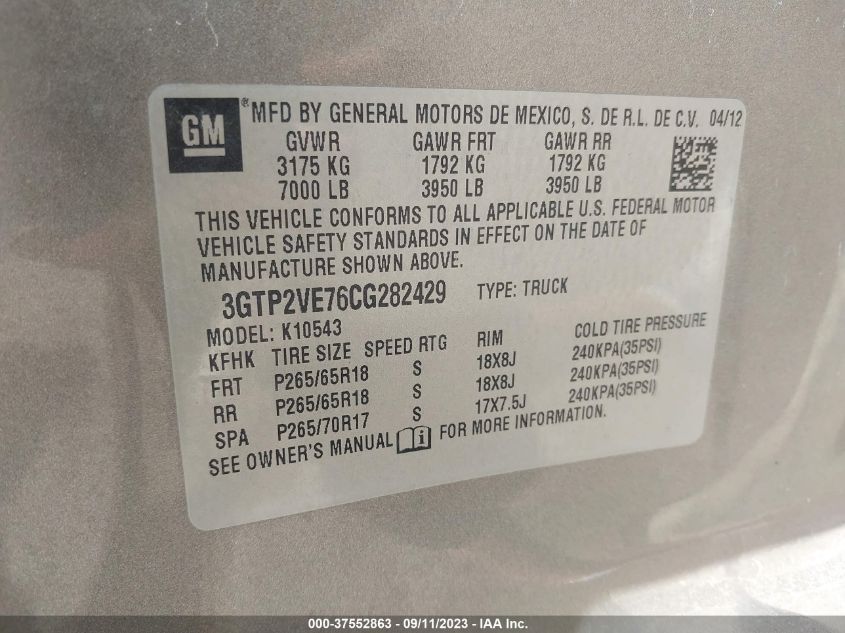 GM ® MFD BY GENERAL MOTORS DE MEXICO, S. DE R.L. DE C.V. 04/12
GVWR GAWR FRT GAWR RR
3175 KG 1792 KG 1792 KG
7000 LB 3950 LB 3950 LB
THIS VEHICLE CONFORMS TO ALL APPLICABLE U.S. FEDERAL MOTOR
VEHICLE SAFETY STANDARDS IN EFFECT ON THE DATE OF
MANUFACTURE SHOWN ABOVE.
3GTP2VE76CG282429 TYPE: TRUCK
MODEL: K10543
KFHK TIRE SIZE SPEED RTG RIM COLD TIRE PRESSURE
FRT P265/65R18 S 18X8J 240KPA(35PSI)
RR P265/65R18 S 18X8J 240KPA(35PSI)
SPA P265/70R17 S 17X7.5J 240KPA(35PSI)
SEE OWNER'S MANUAL i FOR MORE INFORMATION.
000-37552863 - 09/11/2023 - IAA Inc.